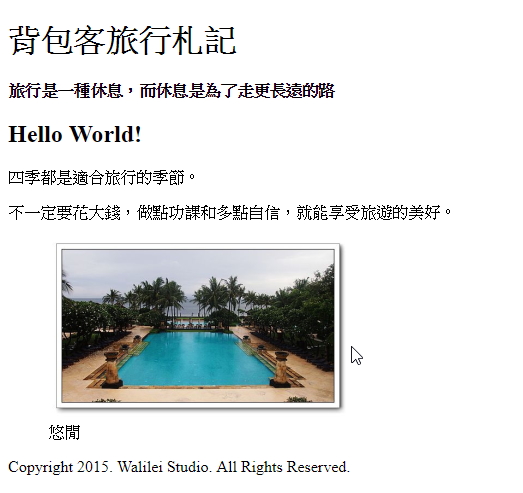 背包客旅行札記
旅行是一種休息，而休息是為了走更長遠的路
Hello World!
四季都是適合旅行的季節。
不一定要花大錢，做點功課和多點自信，就能享受旅遊的美好。
悠閒
Copyright 2015. Walilei Studio. All Rights Reserved.